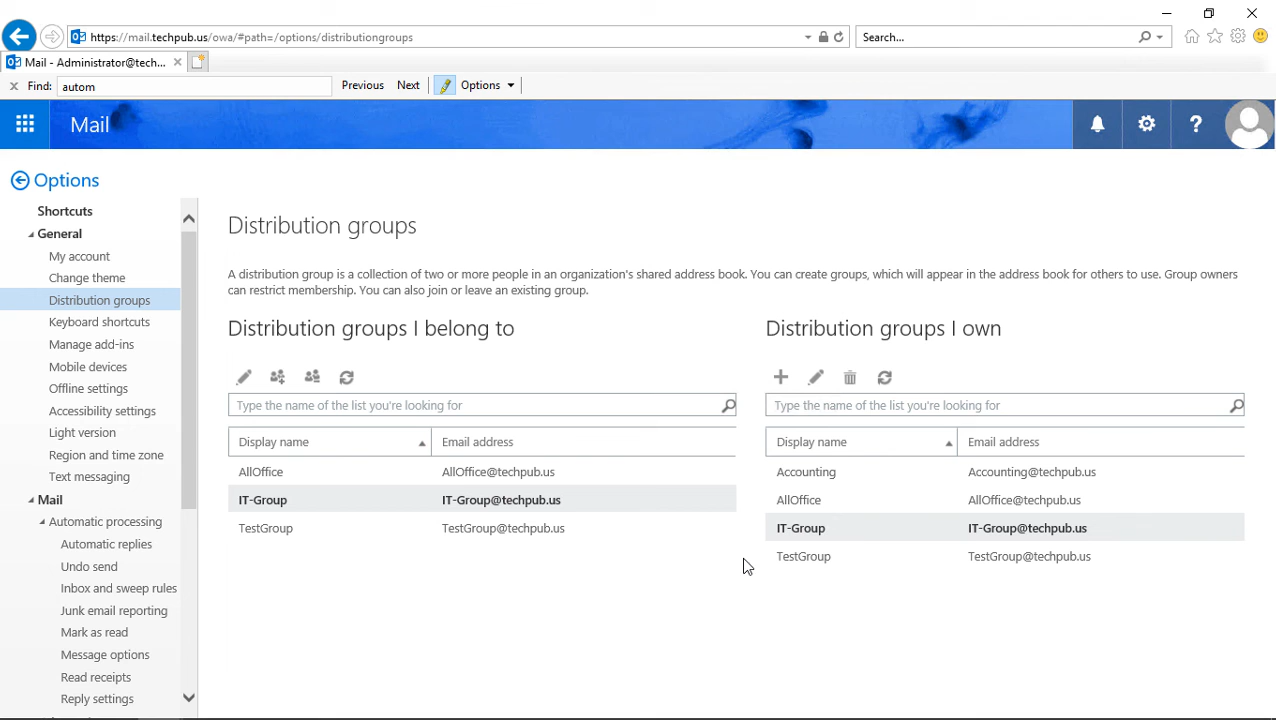 https://mail.techpub.us/owa/#path=/options/distributiongroups
Search...
Mail - Administrator@tech...
Find: autom Previous Next Options
Mail
Options
Shortcuts
General
My account
Change theme
Distribution groups
Keyboard shortcuts
Manage add-ins
Mobile devices
Offline settings
Accessibility settings
Light version
Region and time zone
Text messaging
Mail
Automatic processing
Automatic replies
Undo send
Inbox and sweep rules
Junk email reporting
Mark as read
Message options
Read receipts
Reply settings
Distribution groups
A distribution group is a collection of two or more people in an organization's shared address book. You can create groups, which will appear in the address book for others to use. Group owners
can restrict membership. You can also join or leave an existing group.
Distribution groups I belong to
Type the name of the list you're looking for
Display name Email address
AllOffice AllOffice@techpub.us
IT-Group IT-Group@techpub.us
TestGroup TestGroup@techpub.us
Distribution groups I own
Type the name of the list you're looking for
Display name Email address
Accounting Accounting@techpub.us
AllOffice AllOffice@techpub.us
IT-Group IT-Group@techpub.us
TestGroup TestGroup@techpub.us